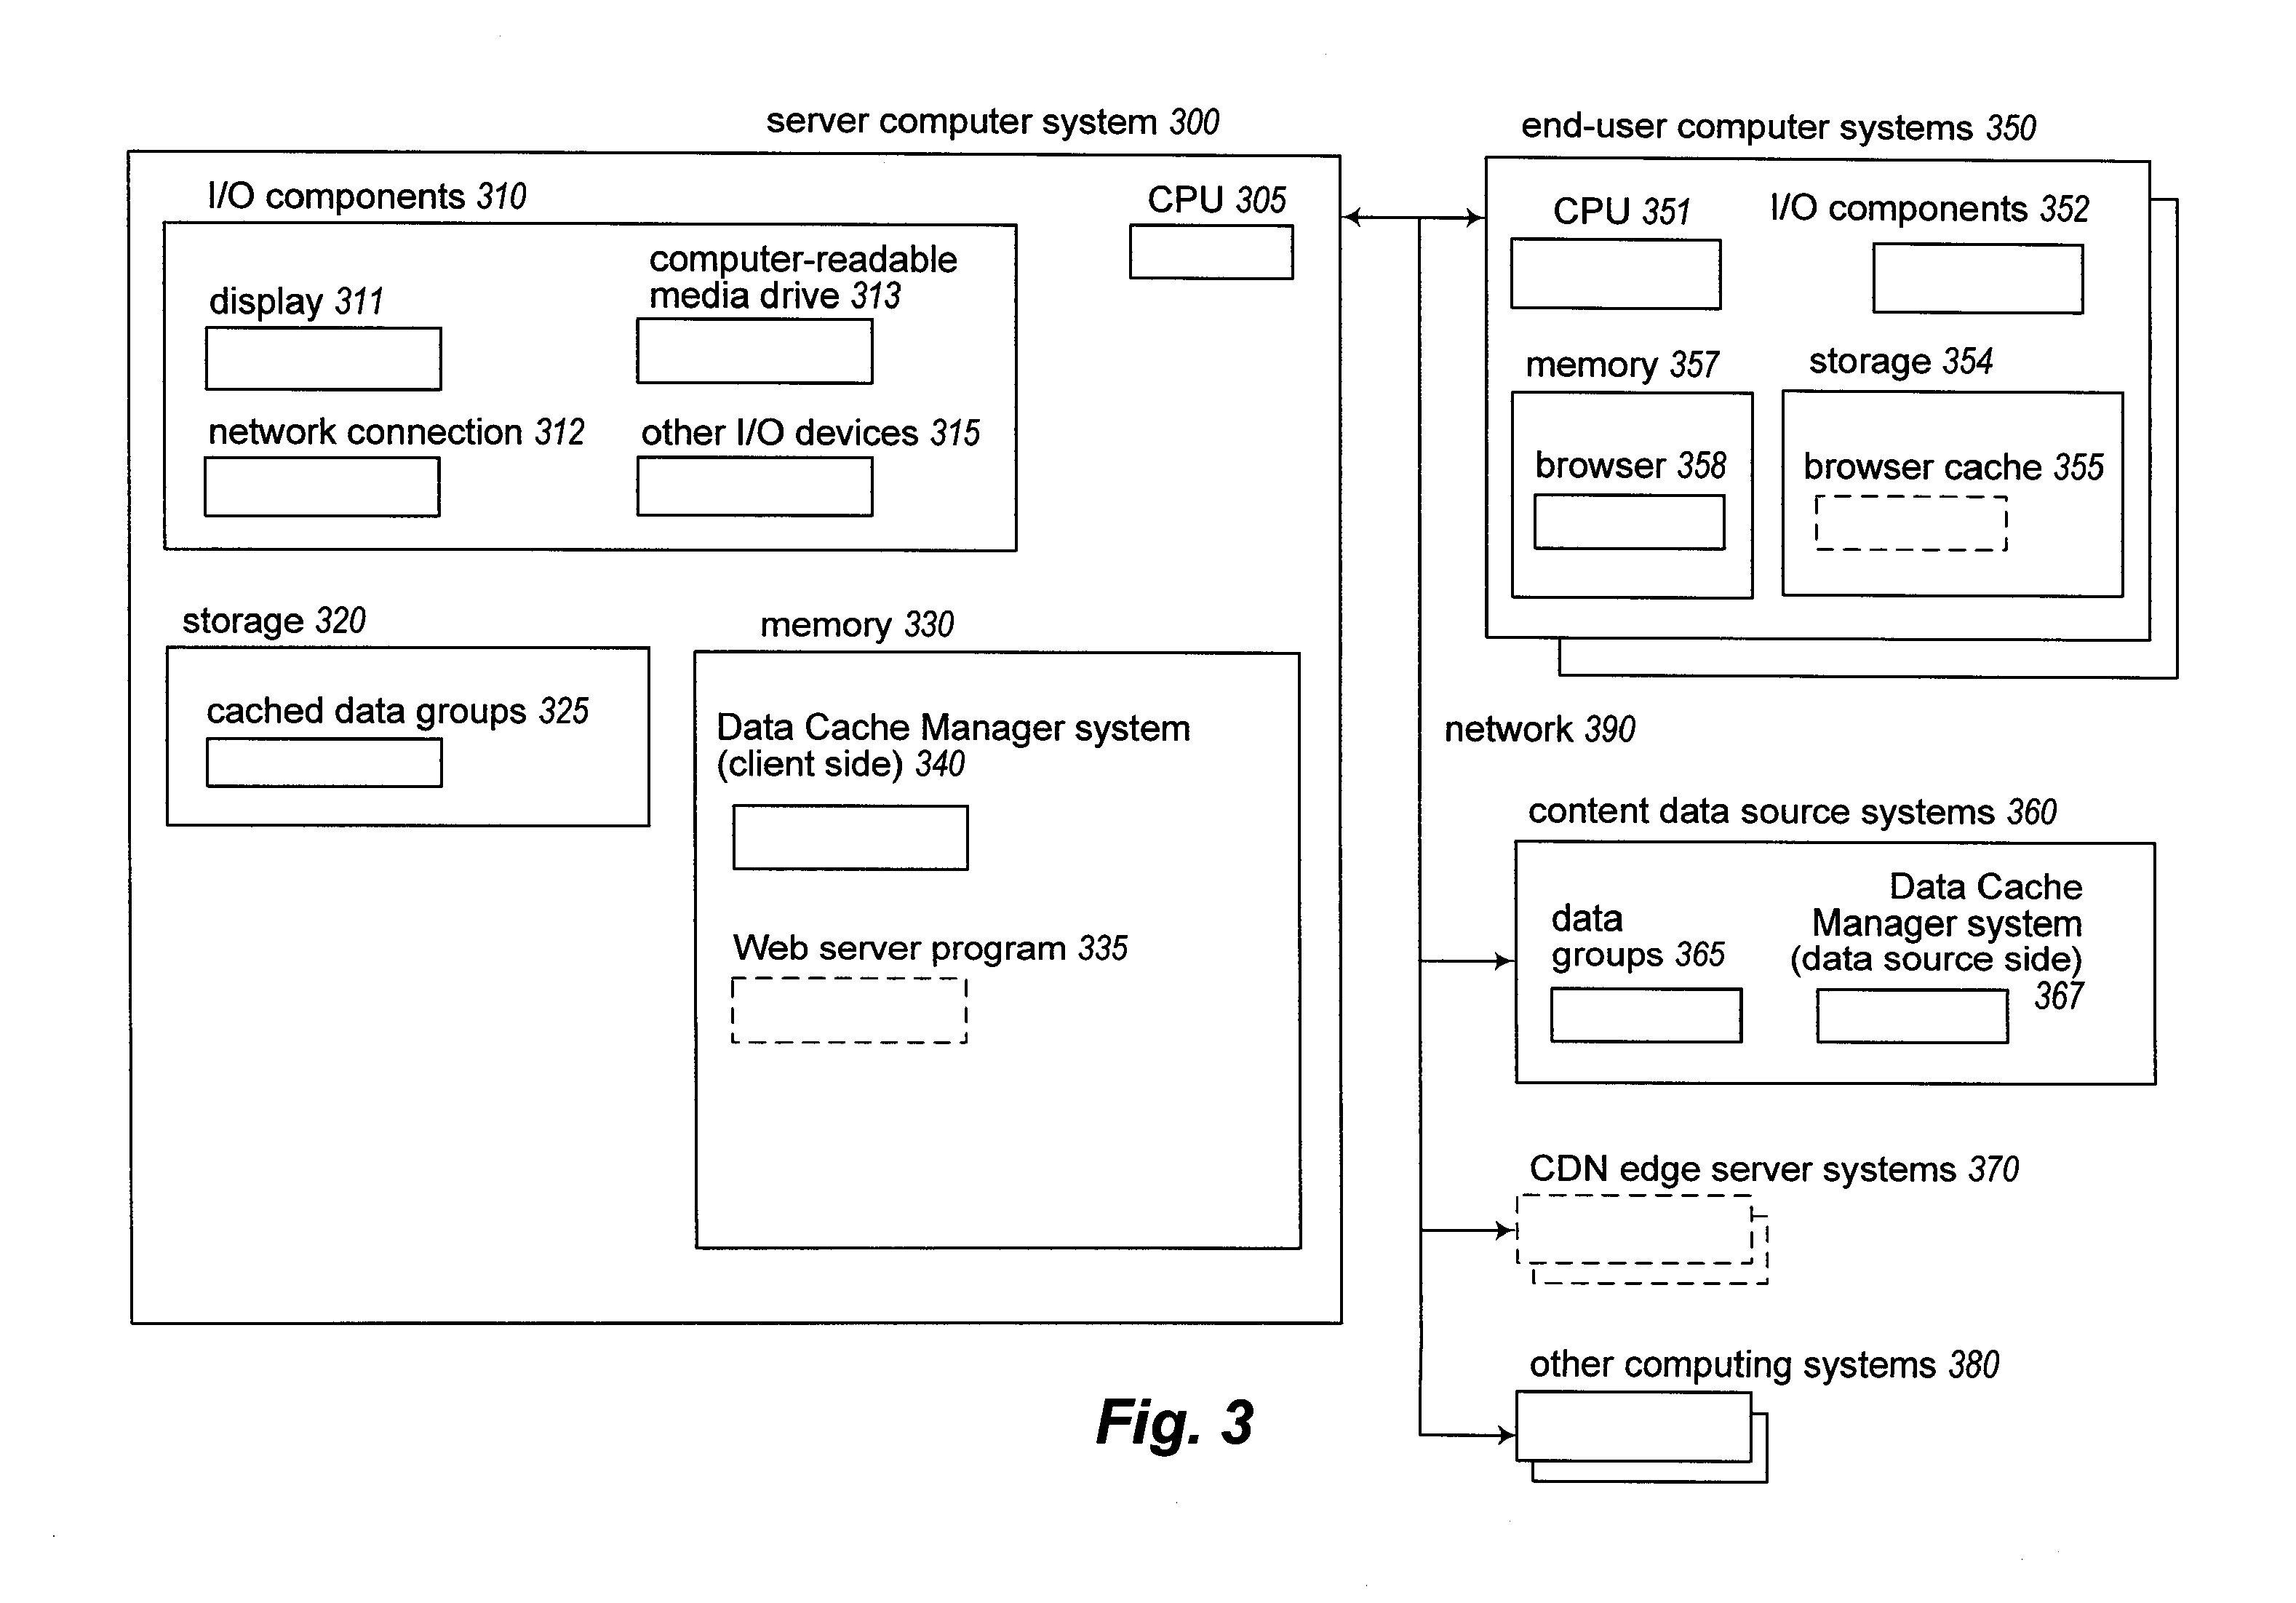 server computer system 300
I/O components 310
CPU 305
display 311
computer-readable
media drive 313
network connection 312
other I/O devices 315
storage 320
cached data groups 325
memory 330
Data Cache Manager system
(client side) 340
Web server program 335
end-user computer systems 350
CPU 351
I/O components 352
memory 357
storage 354
browser 358
browser cache 355
network 390
content data source systems 360
data
groups 365
Data Cache
Manager system
(data source side)
367
CDN edge server systems 370
other computing systems 380
Fig. 3